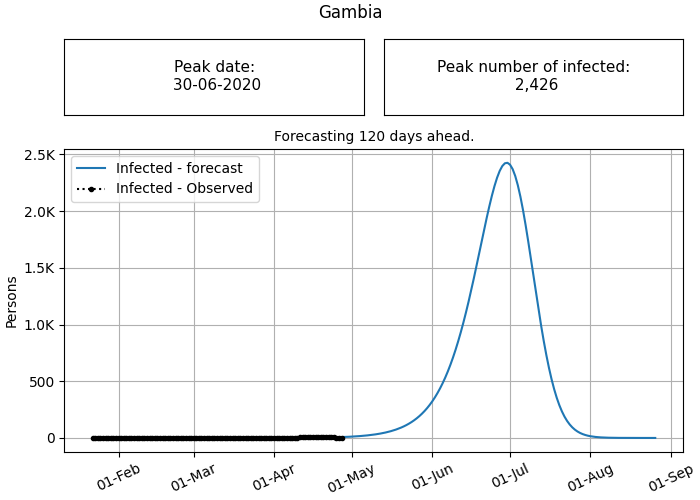 Gambia
Peak date:
30-06-2020
Peak number of infected:
2,426
Forecasting 120 days ahead.
Infected - forecast
Infected - Observed
2.5K
2.0K
1.5K
1.0K
500
0
Persons
01-Feb
01-Mar
01-Apr
01-May
01-Jun
01-Jul
01-Aug
01-Sep